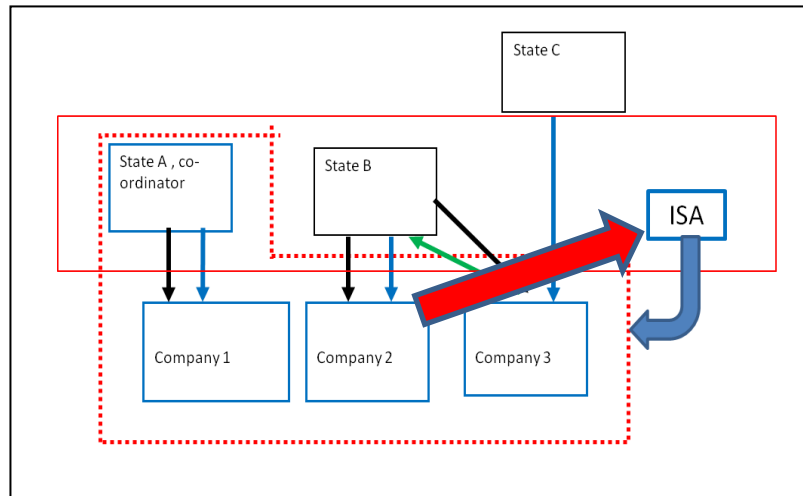 State C
State A , co-
ordinator
State B
ISA
Company 1
Company 2
Company 3